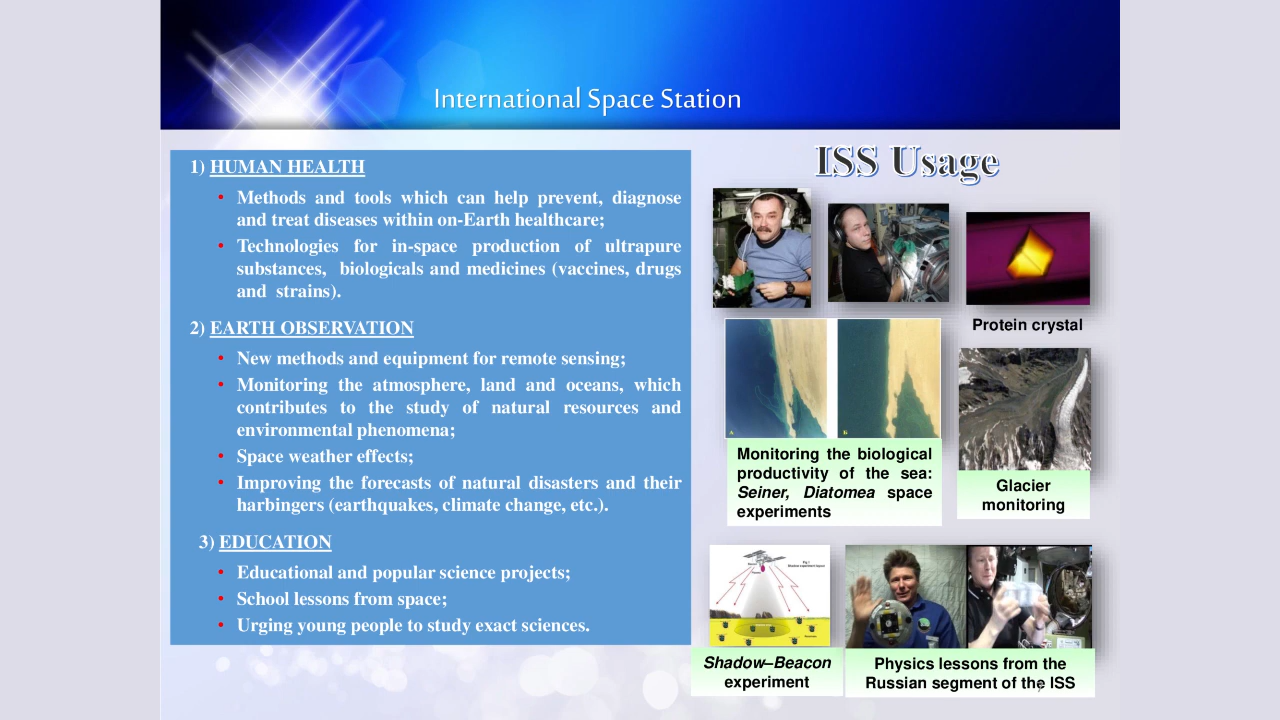 International Space Station
ISS Usage
1) HUMAN HEALTH
• Methods and tools which can help prevent, diagnose
and treat diseases within on-Earth healthcare;
• Technologies for in-space production of ultrapure
substances, biologicals and medicines (vaccines, drugs
and strains).
2) EARTH OBSERVATION
• New methods and equipment for remote sensing;
• Monitoring the atmosphere, land and oceans, which
contributes to the study of natural resources and
environmental phenomena;
• Space weather effects;
• Improving the forecasts of natural disasters and their
harbingers (earthquakes, climate change, etc.).
3) EDUCATION
• Educational and popular science projects;
• School lessons from space;
• Urging young people to study exact sciences.
Protein crystal
Monitoring the biological
productivity of the sea:
Seiner, Diatomea space
experiments
Glacier
monitoring
Shadow–Beacon
experiment
Physics lessons from the
Russian segment of the ISS